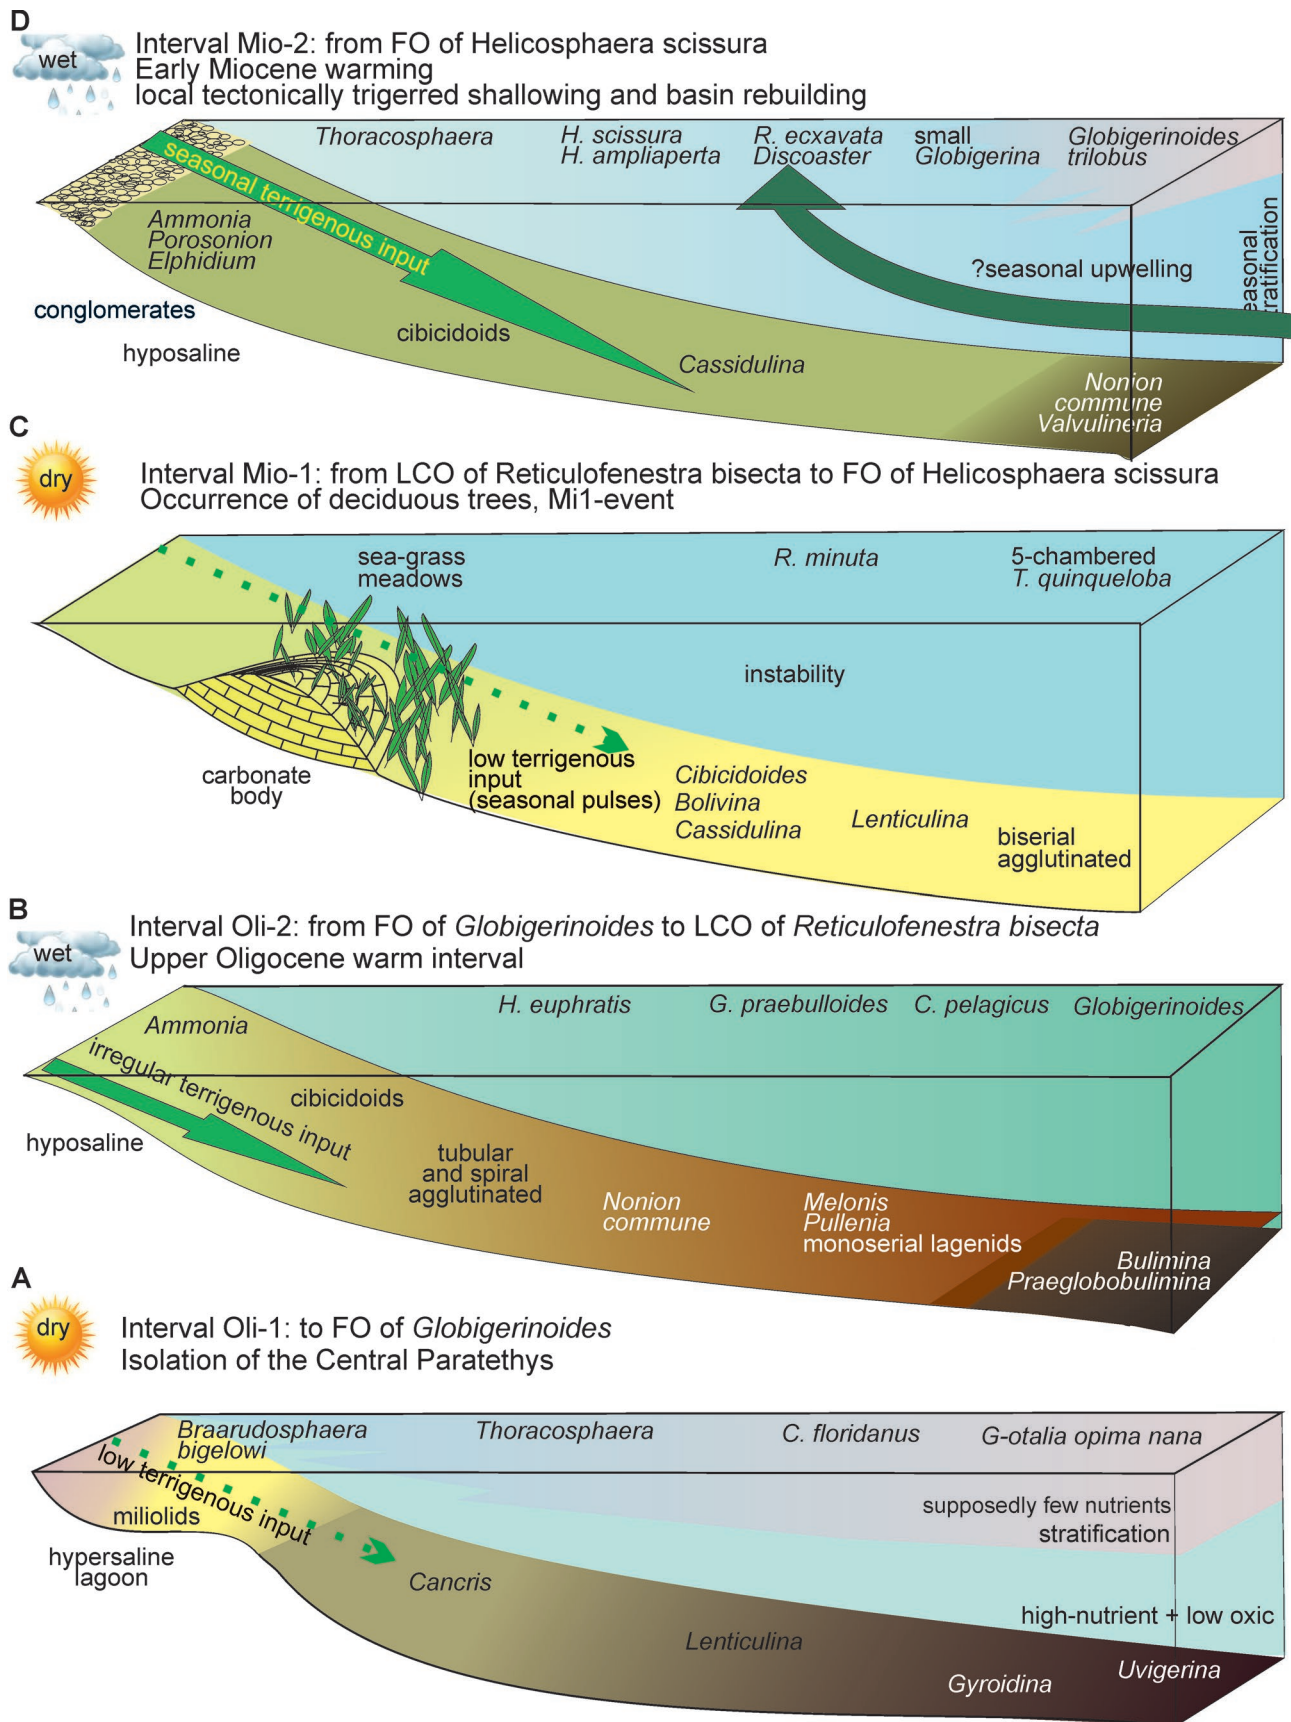 D
wet
Interval Mio-2: from FO of Helicosphaera scissura
Early Miocene warming
local tectonically trigerred shallowing and basin rebuilding
Thoracosphaera
H. scissura
H. ampliaperta
R. ecxavata
Discoaster
small
Globigerina
Globigerinoides
trilobus
seasonal terrigenous input
Ammonia
Porosonion
Elphidium
?seasonal upwelling
easonal
tratification
conglomerates
hyposaline
cibicidoids
Cassidulina
Nonion
commune
Valvulineria
C
dry
Interval Mio-1: from LCO of Reticulofenestra bisecta to FO of Helicosphaera scissura
Occurrence of deciduous trees, Mi1-event
sea-grass
meadows
R. minuta
5-chambered
T. quinqueloba
instability
carbonate
body
low terrigenous
input
(seasonal pulses)
Cibicidoides
Bolivina
Cassidulina
Lenticulina
biserial
agglutinated
B
wet
Interval Oli-2: from FO of Globigerinoides to LCO of Reticulofenestra bisecta
Upper Oligocene warm interval
H. euphratis
G. praebulloides
C. pelagicus
Globigerinoides
Ammonia
irregular terrigenous input
hyposaline
cibicidoids
tubular
and spiral
agglutinated
Nonion
commune
Melonis
Pullenia
monoserial lagenids
Bulimina
Praeglobobulimina
A
dry
Interval Oli-1: to FO of Globigerinoides
Isolation of the Central Paratethys
Braarudosphaera
bigelowi
Thoracosphaera
C. floridanus
G-otalia opima nana
low terrigenous input
miliolids
hypersaline
lagoon
supposedly few nutrients
stratification
Cancris
high-nutrient + low oxic
Lenticulina
Gyroidina
Uvigerina